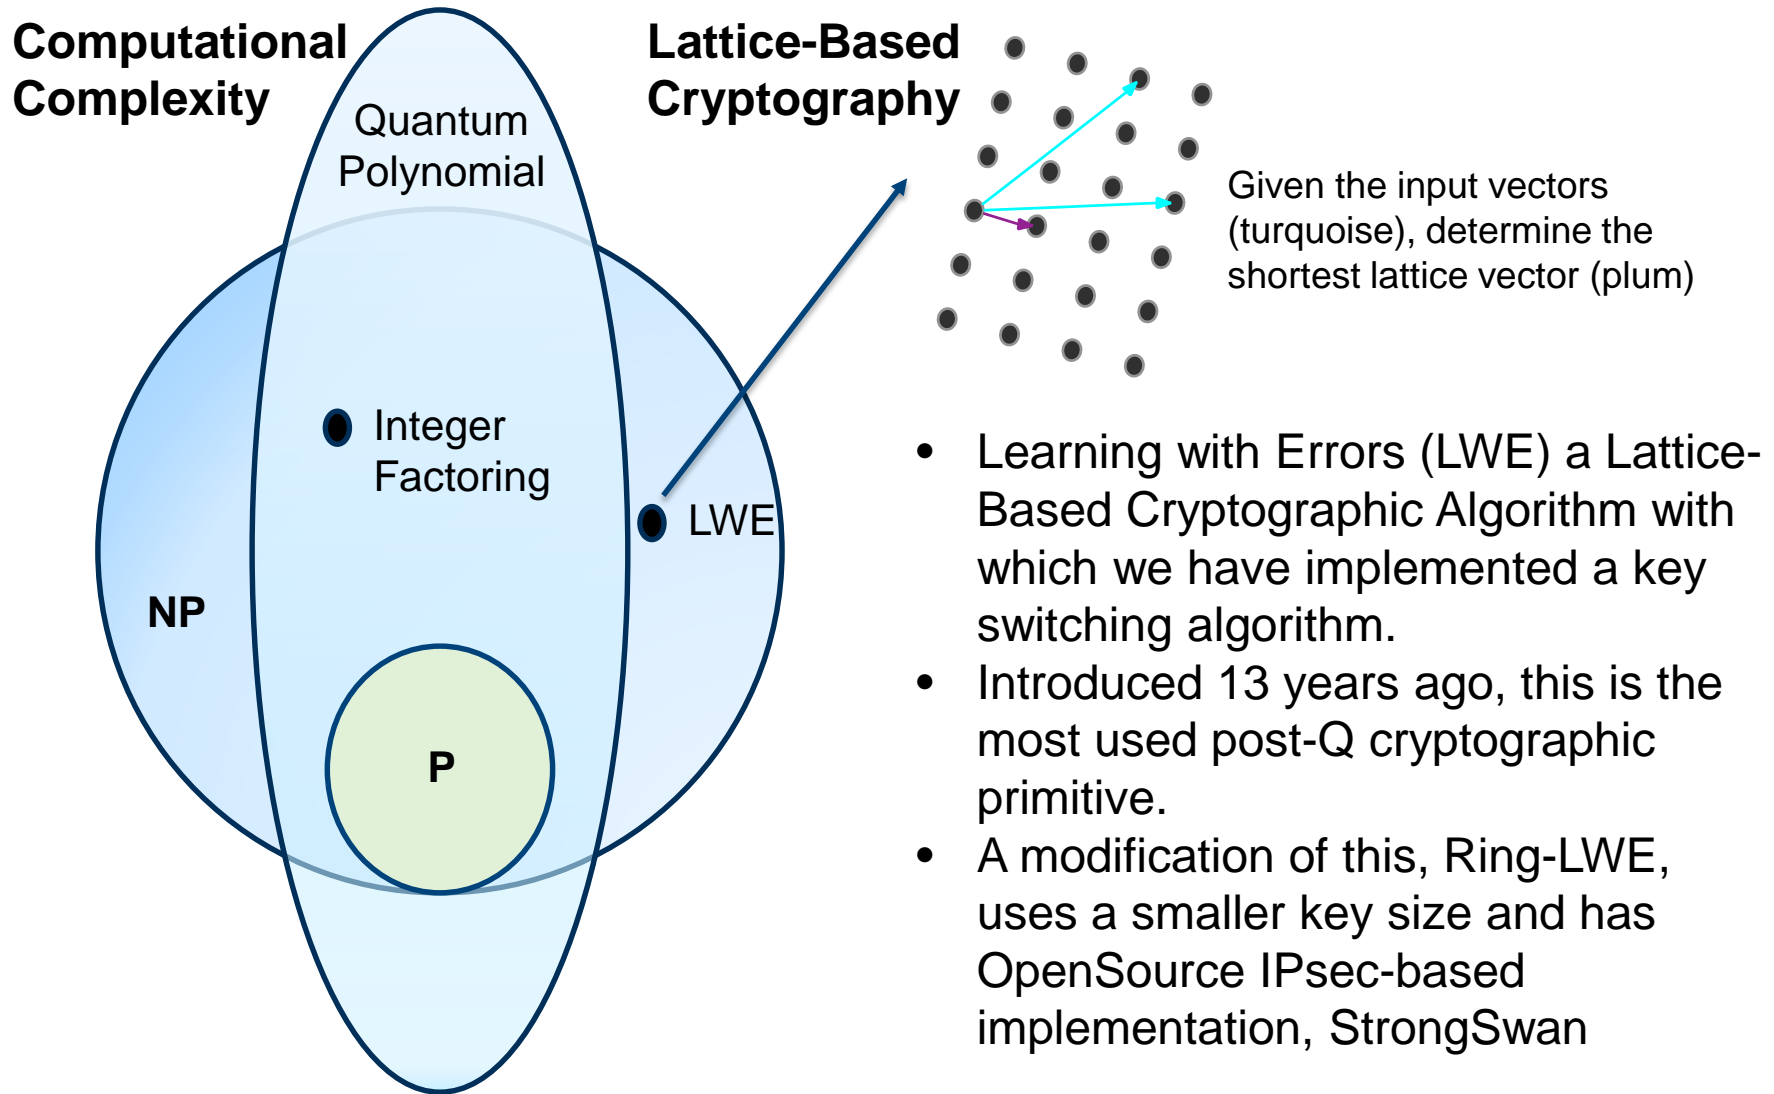 Computational
Complexity
Quantum
Polynomial
Integer
Factoring
LWE
NP
P
Lattice-Based
Cryptography
Given the input vectors
(turquoise), determine the
shortest lattice vector (plum)
• Learning with Errors (LWE) a Lattice-
Based Cryptographic Algorithm with
which we have implemented a key
switching algorithm.
• Introduced 13 years ago, this is the
most used post-Q cryptographic
primitive.
• A modification of this, Ring-LWE,
uses a smaller key size and has
OpenSource IPsec-based
implementation, StrongSwan